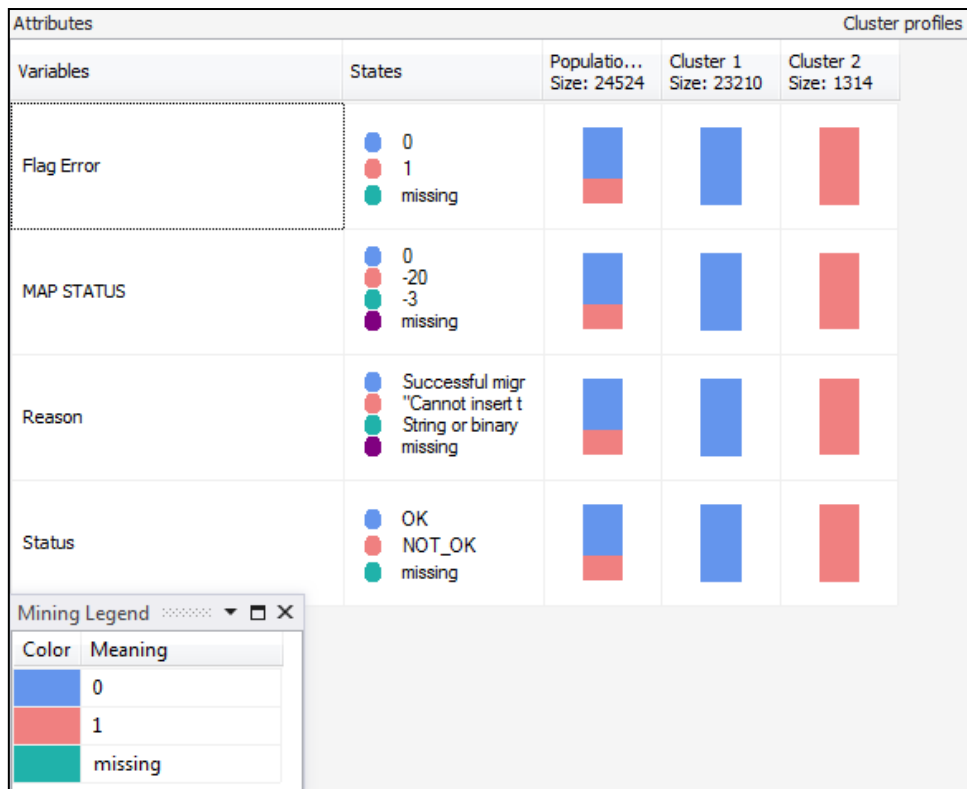 Attributes Cluster profiles
Variables States Populatio... Cluster 1 Cluster 2
Size: 24524 Size: 23210 Size: 1314
Flag Error
0
1
missing
MAP STATUS
0
-20
-3
missing
Reason
Successful migr
"Cannot insert t
String or binary
missing
Status
OK
NOT_OK
missing
Mining Legend
Color Meaning
0
1
missing